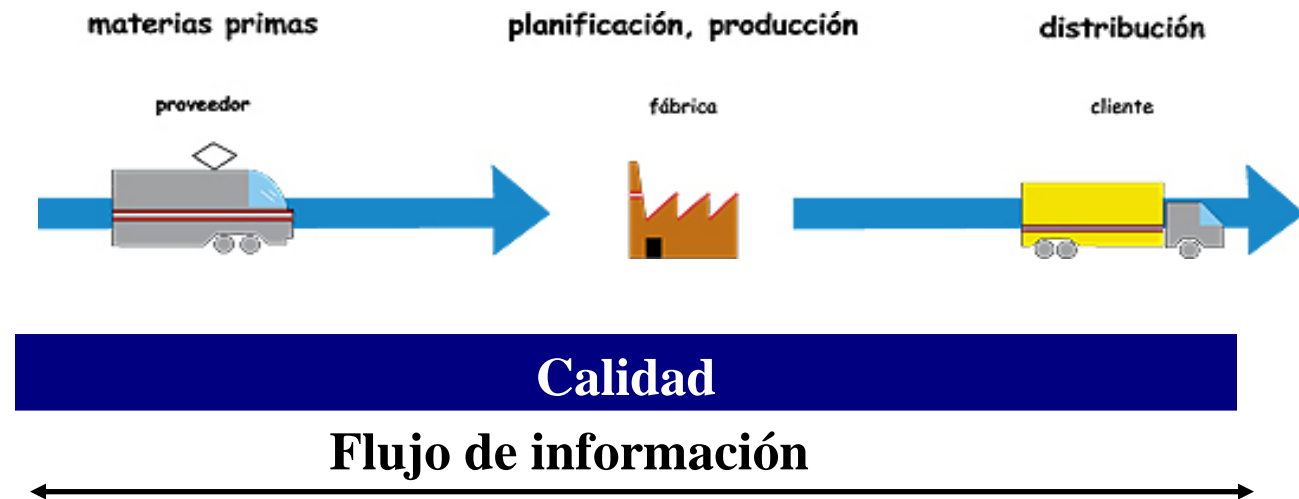 materias primas
planificación, producción
distribución
proveedor
fábrica
cliente
Calidad
Flujo de información